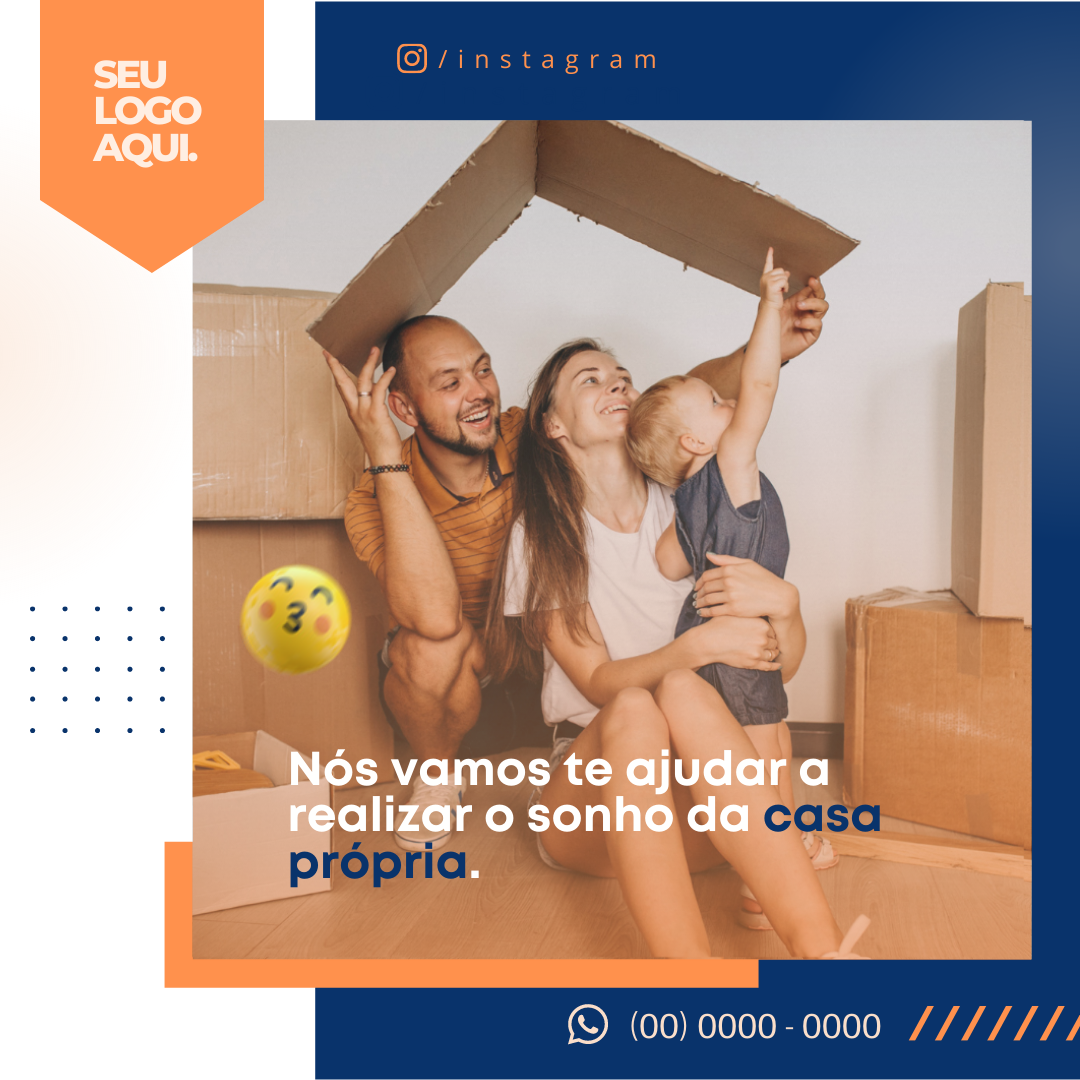 SEU
LOGO
AQUI.
/instagram
Nós vamos te ajudar a
realizar o sonho da casa
própria.
(00) 0000 - 0000